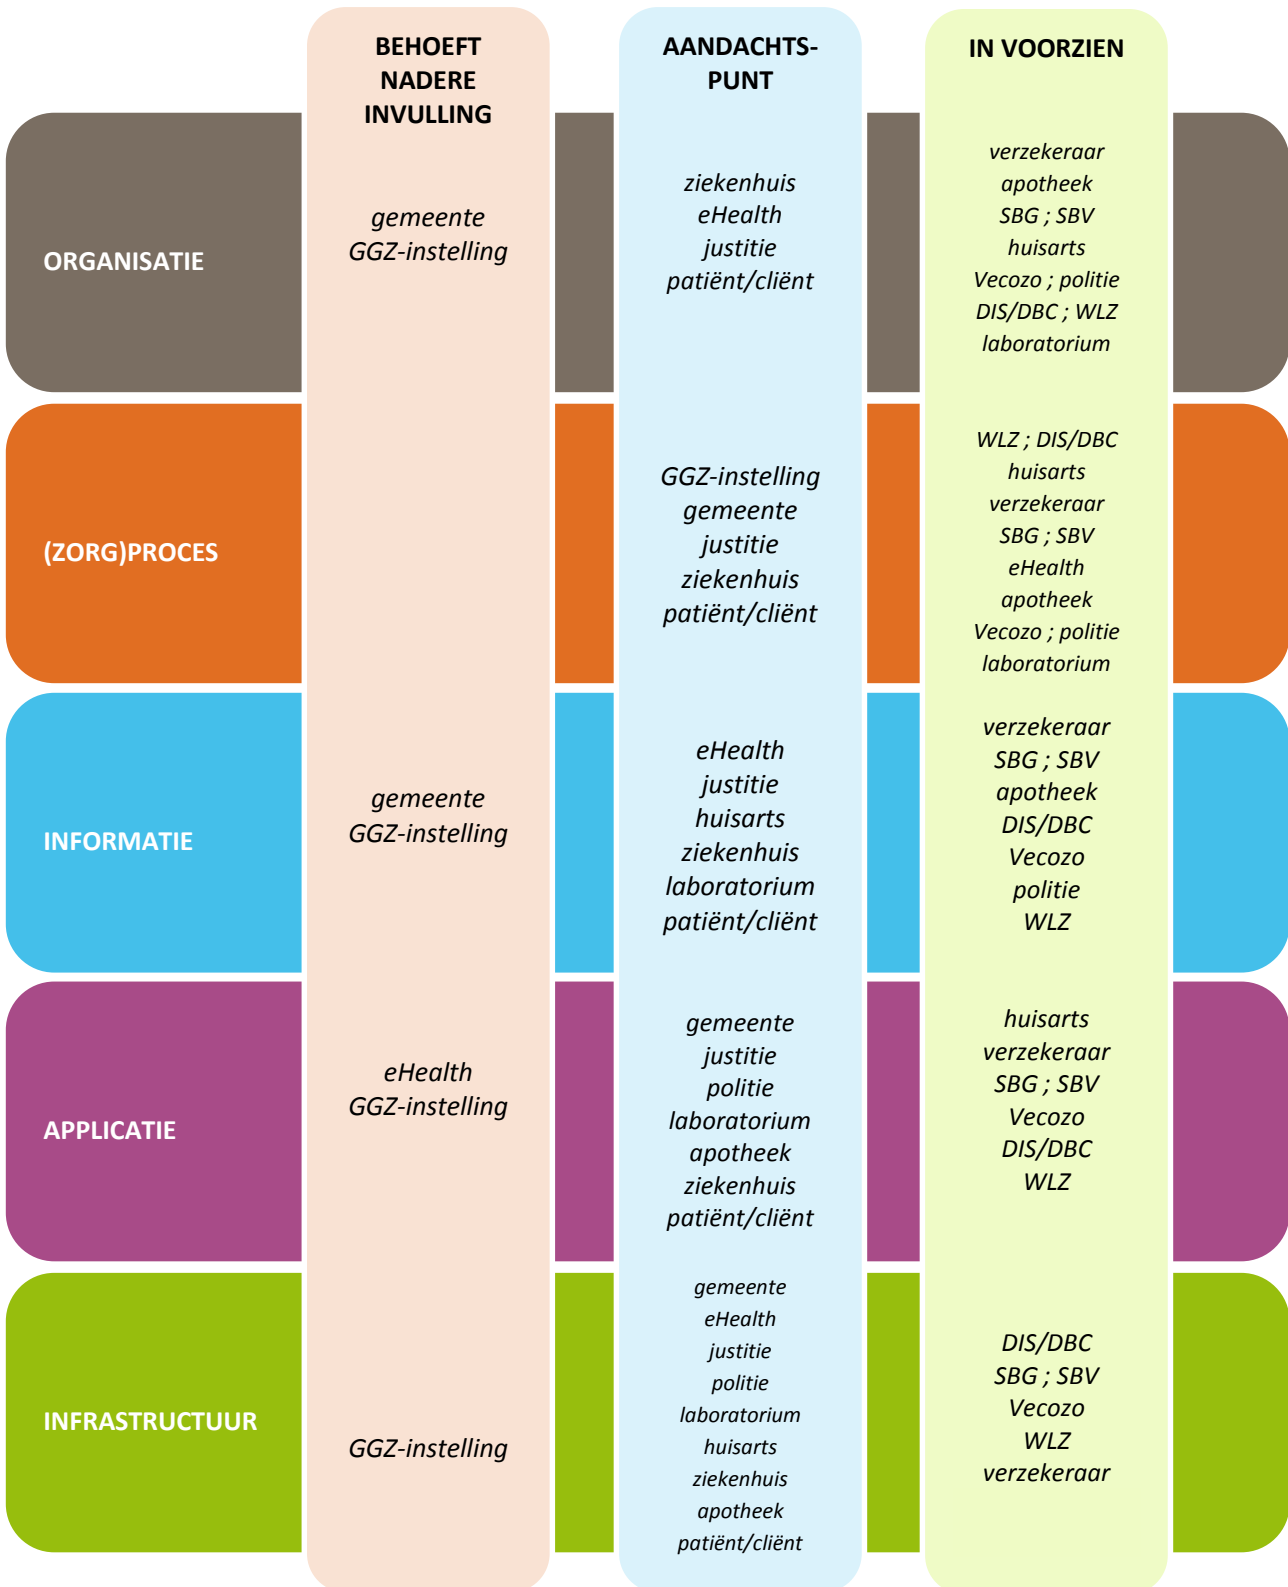 BEHOEFT
NADERE
INVULLING
AANDACHTS-
PUNT
IN VOORZIEN
ORGANISATIE
gemeente
GGZ-instelling
ziekenhuis
eHealth
justitie
patiënt/cliënt
verzekeraar
apotheek
SBG ; SBV
huisarts
Vecozo ; politie
DIS/DBC ; WLZ
laboratorium
(ZORG)PROCES
GGZ-instelling
gemeente
justitie
ziekenhuis
patiënt/cliënt
WLZ ; DIS/DBC
huisarts
verzekeraar
SBG ; SBV
eHealth
apotheek
Vecozo ; politie
laboratorium
INFORMATIE
gemeente
GGZ-instelling
eHealth
justitie
huisarts
ziekenhuis
laboratorium
patiënt/cliënt
verzekeraar
SBG ; SBV
apotheek
DIS/DBC
Vecozo
politie
WLZ
APPLICATIE
eHealth
GGZ-instelling
gemeente
justitie
politie
laboratorium
apotheek
ziekenhuis
patiënt/cliënt
huisarts
verzekeraar
SBG ; SBV
Vecozo
DIS/DBC
WLZ
INFRASTRUCTUUR
GGZ-instelling
gemeente
eHealth
justitie
politie
laboratorium
huisarts
ziekenhuis
apotheek
patiënt/cliënt
DIS/DBC
SBG ; SBV
Vecozo
WLZ
verzekeraar